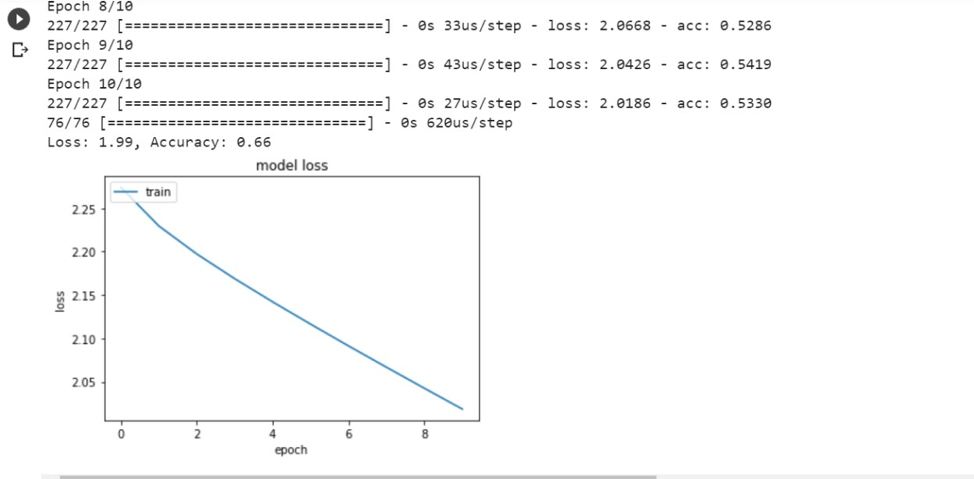 Epoch 8/10
227/227 [==============================] - 0s 33us/step - loss: 2.0668 - acc: 0.5286
Epoch 9/10
227/227 [==============================] - 0s 43us/step - loss: 2.0426 - acc: 0.5419
Epoch 10/10
227/227 [==============================] - 0s 27us/step - loss: 2.0186 - acc: 0.5330
76/76 [==============================] - 0s 620us/step
Loss: 1.99, Accuracy: 0.66
model loss
train
2.25
2.20
2.15
2.10
2.05
loss
0 2 4 6 8
epoch